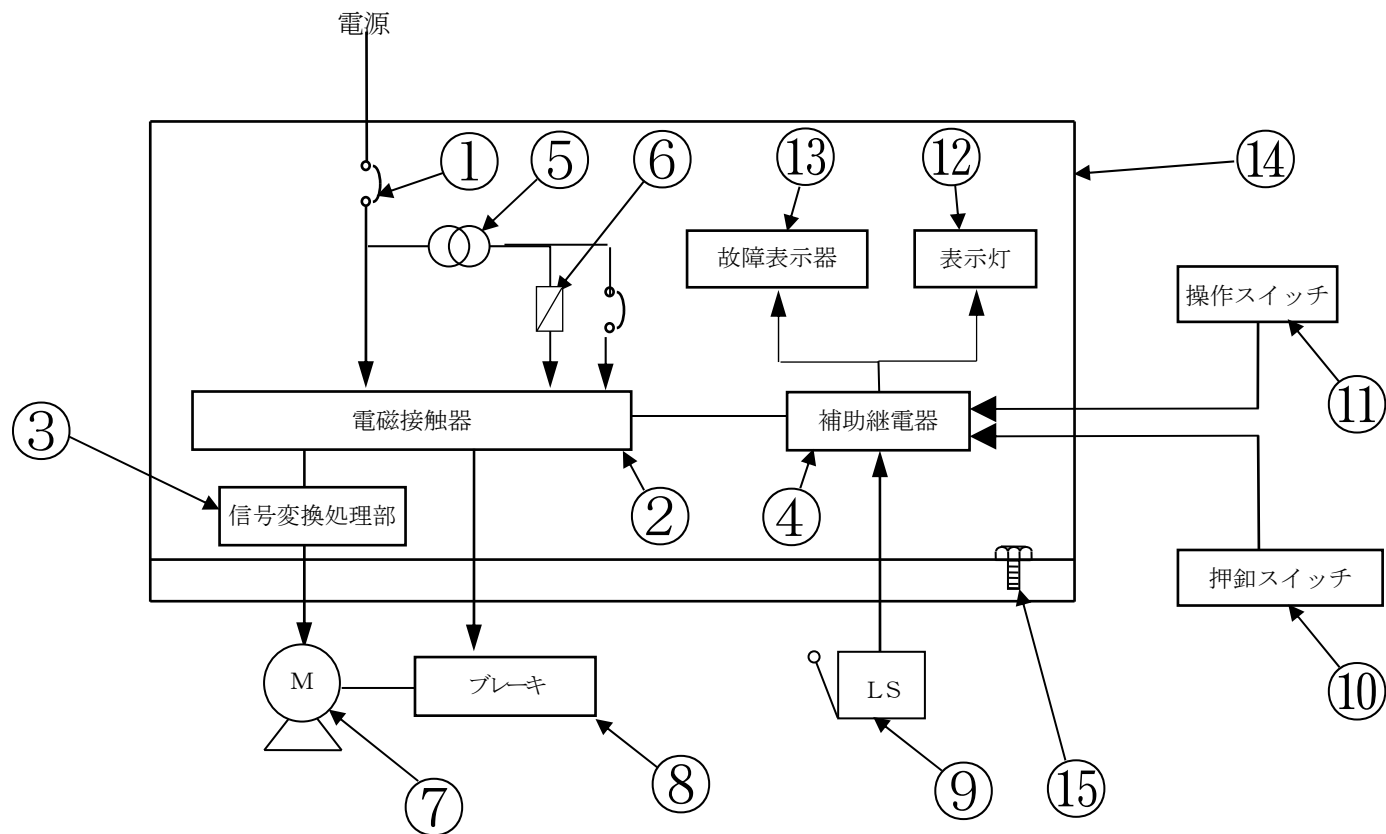 電源
①
⑤
⑥
⑬
⑫
⑭
故障表示器
表示灯
操作スイッチ
⑪
電磁接触器
補助継電器
③
信号変換処理部
②
④
押釦スイッチ
M
ブレーキ
LS
⑩
⑦
⑧
⑨
⑮